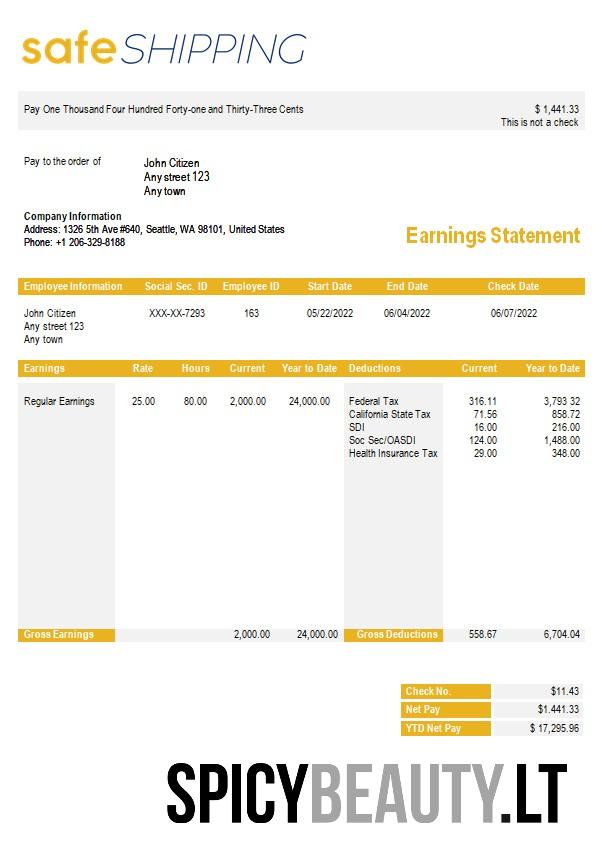 safe SHIPPING
Pay One Thousand Four Hundred Forty-one and Thirty-Three Cents $ 1,441.33
This is not a check
Pay to the order of John Citizen
Any street 123
Any town
Company Information
Address: 1326 5th Ave #640, Seattle, WA 98101, United States
Phone: +1 206-329-8188
Earnings Statement
Employee Information Social Sec. ID Employee ID Start Date End Date Check Date
John Citizen XXX-XX-7293 163 05/22/2022 06/04/2022 06/07/2022
Any street 123
Any town
Earnings Rate Hours Current Year to Date Deductions Current Year to Date
Regular Earnings 25.00 80.00 2,000.00 24,000.00 Federal Tax 316.11 3,793 32
California State Tax 71.56 858.72
SDI 16.00 216.00
Soc Sec/OASDI 124.00 1,488.00
Health Insurance Tax 29.00 348.00
Gross Earnings 2,000.00 24,000.00 Gross Deductions 558.67 6,704.04
Check No. $11.43
Net Pay $1.441.33
YTD Net Pay $ 17,295.96
SPICYBEAUTY.LT